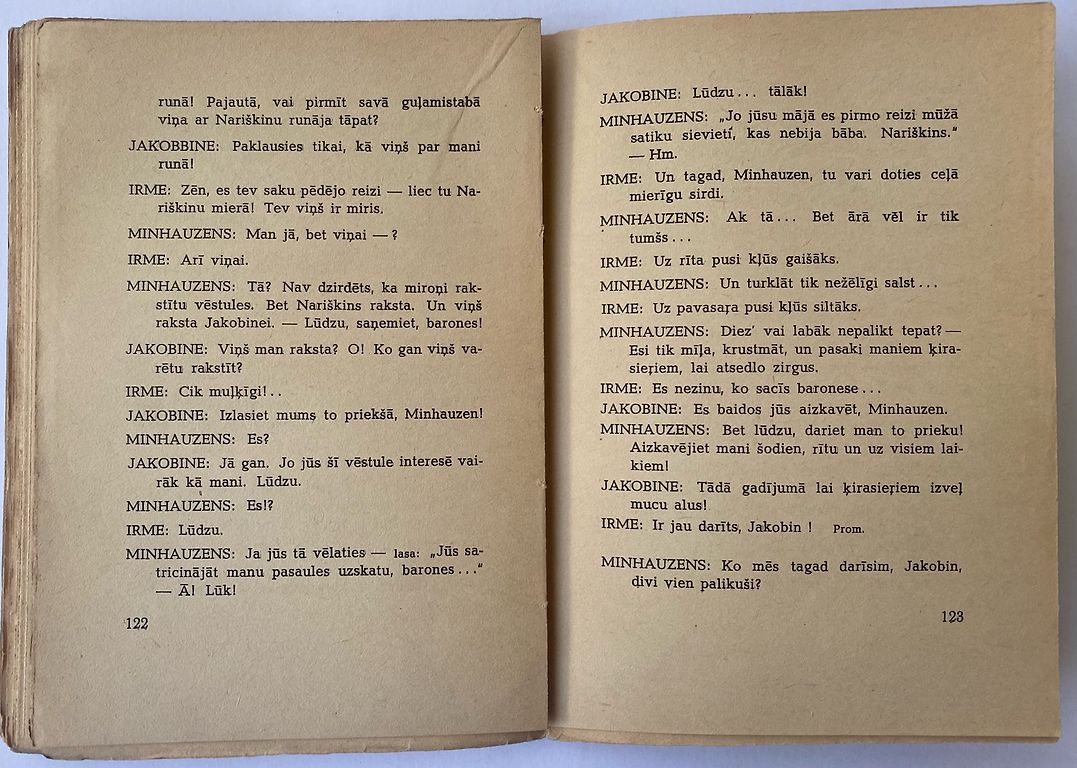 runā! Pajautā, vai pirmīt savā guļamistabā
viņa ar Nariškinu runāja tāpat?
JAKOBBINE: Paklausies tikai, kā viņš par mani
runā!
IRME: Zēn, es tev saku pēdējo reizi — liec tu Na-
riškinu mierā! Tev viņš ir miris.
MINHAUZENS: Man jā, bet viņai — ?
IRME: Arī viņai.
MINHAUZENS: Tā? Nav dzirdēts, ka miroņi rak-
stītu vēstules. Bet Nariškins raksta. Un viņš
raksta Jakobinei. — Lūdzu, saņemiet, barones!
JAKOBINE: Viņš man raksta? O! Ko gan viņš va-
rētu rakstīt?
IRME: Cik muļķīgi!..
JAKOBINE: Izlasiet mums to priekšā, Minhauzen!
MINHAUZENS: Es?
JAKOBINE: Jā gan. Jo jūs šī vēstule interesē vai-
rāk kā mani. Lūdzu.
MINHAUZENS: Es!?
IRME: Lūdzu.
MINHAUZENS: Ja jūs tā vēlaties — lasa: „Jūs sa-
tricinājāt manu pasaules uzskatu, barones ..."
— Ā! Lūk!
122
JAKOBINE: Lūdzu ... tālāk!
MINHAUZENS: „Jo jūsu mājā es pirmo reizi mūžā
satiku sievieti, kas nebija bāba. Nariškins."
— Hm.
IRME: Un tagad, Minhauzen, tu vari doties ceļā
mierīgu sirdi.
MINHAUZENS: Ak tā ... Bet ārā vēl ir tik
tumšs ...
IRME: Uz rīta pusi kļūs gaišāks.
MINHAUZENS: Un turklāt tik nežēlīgi salst ...
IRME: Uz pavasaŗa pusi kļūs siltāks.
MINHAUZENS: Diez' vai labāk nepalikt tepat? —
Esi tik mīļa, krustmāt, un pasaki maniem ķira-
sieŗiem, lai atsedlo zirgus.
IRME: Es nezinu, ko sacīs baronese ...
JAKOBINE: Es baidos jūs aizkavēt, Minhauzen.
MINHAUZENS: Bet lūdzu, dariet man to prieku!
Aizkavējiet mani šodien, rītu un uz visiem lai-
kiem!
JAKOBINE: Tādā gadījumā lai ķirasieŗiem izveļ
mucu alus!
IRME: Ir jau darīts, Jakobin ! Prom.
MINHAUZENS: Ko mēs tagad darīsim, Jakobin,
divi vien palikuši?
123